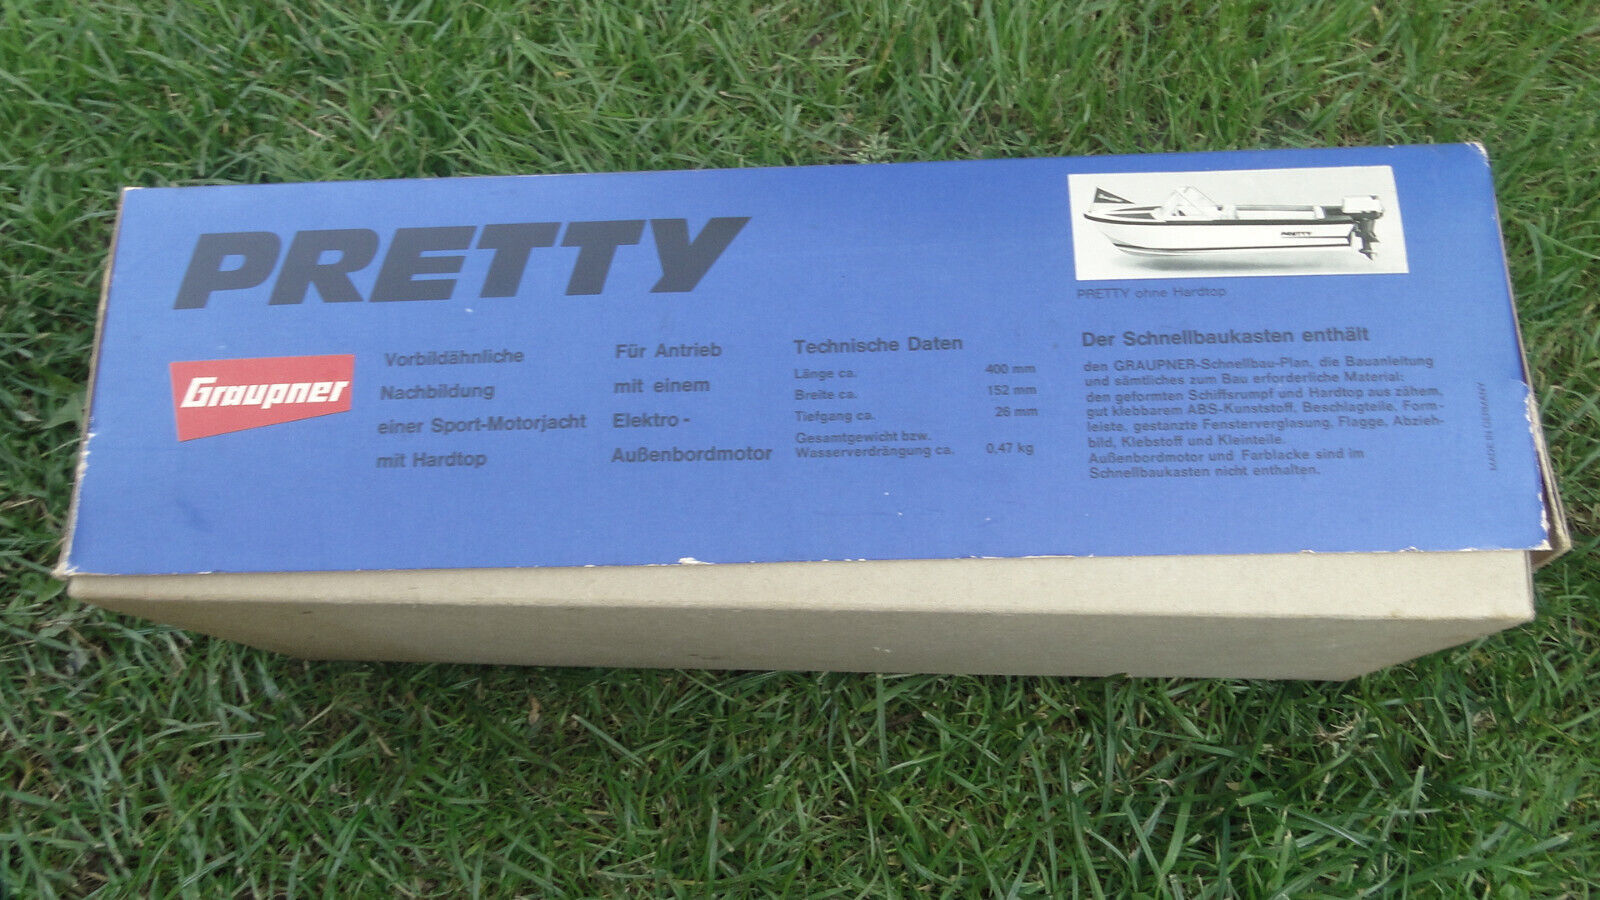 PRETTY
Graupner
Vorbildähnliche
Nachbildung
einer Sport-Motorjacht
mit Hardtop
Für Antrieb
mit einem
Elektro-
Außenbordmotor
Technische Daten
Länge ca. 400 mm
Breite ca. 152 mm
Tiefgang ca. 26 mm
Gesamtgewicht bzw.
Wasserverdrängung ca. 0,47 kg
PRETTY
PRETTY ohne Hardtop
Der Schnellbaukasten enthält
den GRAUPNER-Schnellbau-Plan, die Bauanleitung
und sämtliches zum Bau erforderliche Material:
den geformten Schiffsrumpf und Hardtop aus zähem,
gut klebbarem ABS-Kunststoff, Beschlagteile, Form-
leiste, gestanzte Fensterverglasung, Flagge, Abzieh-
bild, Klebstoff und Kleinteile.
Außenbordmotor und Farblacke sind im
Schnellbaukasten nicht enthalten.
MADE IN GERMANY